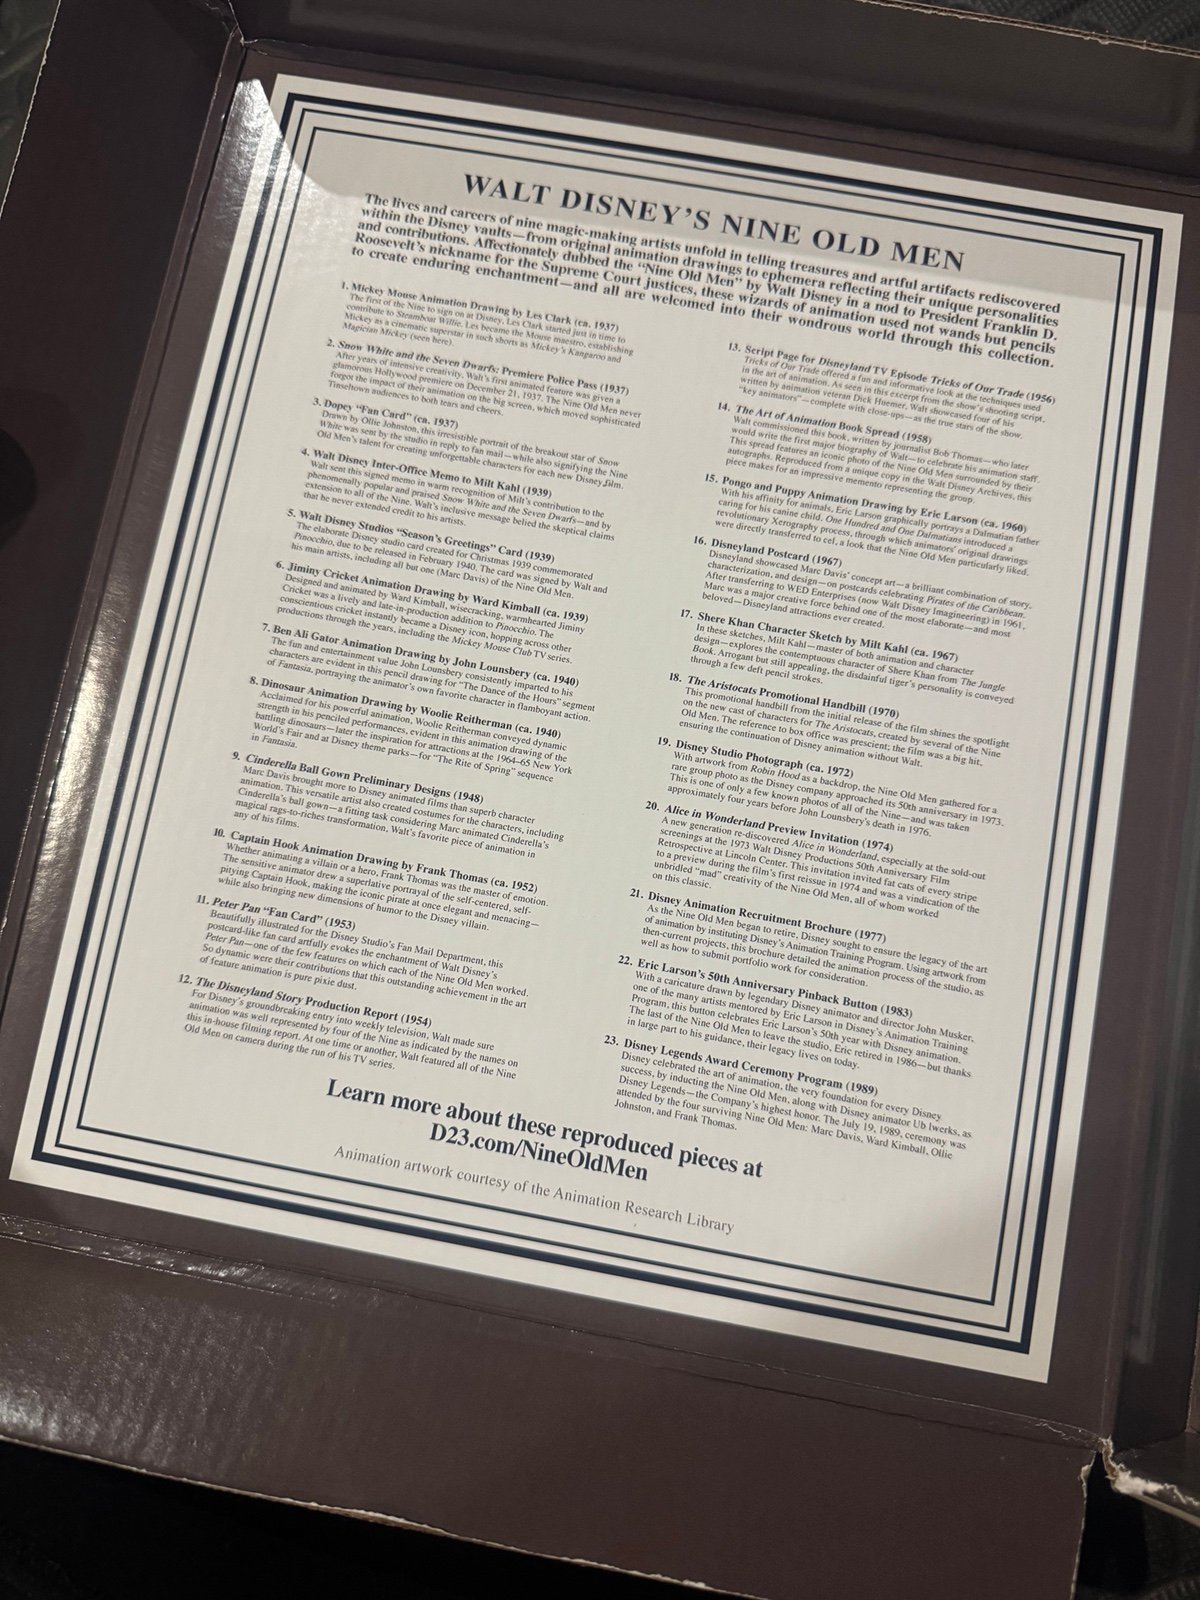 WALT DISNEY'S NINE OLD MEN
The lives and careers of nine magic-making artists unfold in telling treasures and artful artifacts rediscovered
within the Disney vaults—from original animation drawings to ephemera reflecting their unique personalities
and contributions. Affectionately dubbed the "Nine Old Men" by Walt Disney in a nod to President Franklin D.
Roosevelt's nickname for the Supreme Court justices, these wizards of animation used not wands but pencils
to create enduring enchantment—and all are welcomed into their wondrous world through this collection.
1. Mickey Mouse Animation Drawing by Les Clark (ca. 1937)
The first of the Nine to sign on at Disney, Les Clark started just in time to
contribute to Steamboat Willie. Les became the Mouse maestro, establishing
Mickey as a cinematic superstar in such shorts as Mickey's Kangaroo and
Magician Mickey (seen here).
2. Snow White and the Seven Dwarfs: Premiere Police Pass (1937)
After years of intensive creativity, Walt's first animated feature was given a
glamorous Hollywood premiere on December 21, 1937. The Nine Old Men never
forgot the impact of their animation on the big screen, which moved sophisticated
Tinseltown audiences to both tears and cheers.
3. Dopey "Fan Card" (ca. 1937)
Drawn by Ollie Johnston, this irresistible portrait of the breakout star of Snow
White was sent by the studio in reply to fan mail—while also signifying the Nine
Old Men's talent for creating unforgettable characters for each new Disney film.
4. Walt Disney Inter-Office Memo to Milt Kahl (1939)
Walt sent this signed memo in warm recognition of Milt's contribution to the
phenomenally popular and praised Snow White and the Seven Dwarfs—and by
extension to all of the Nine. Walt's inclusive message belied the skeptical claims
that he never extended credit to his artists.
5. Walt Disney Studios "Season's Greetings" Card (1939)
The elaborate Disney studio card created for Christmas 1939 commemorated
Pinocchio, due to be released in February 1940. The card was signed by Walt and
his main artists, including all but one (Marc Davis) of the Nine Old Men.
6. Jiminy Cricket Animation Drawing by Ward Kimball (ca. 1939)
Designed and animated by Ward Kimball, wisecracking, warmhearted Jiminy
Cricket was a lively and late-in-production addition to Pinocchio. The
conscientious cricket instantly became a Disney icon, hopping across other
productions through the years, including the Mickey Mouse Club TV series.
7. Ben Ali Gator Animation Drawing by John Lounsbery (ca. 1940)
The fun and entertainment value John Lounsbery consistently imparted to his
characters are evident in this pencil drawing for "The Dance of the Hours" segment
of Fantasia, portraying the animator's own favorite character in flamboyant action.
8. Dinosaur Animation Drawing by Woolie Reitherman (ca. 1940)
Acclaimed for his powerful animation, Woolie Reitherman conveyed dynamic
strength in his penciled performances, evident in this animation drawing of the
battling dinosaurs—later the inspiration for attractions at the 1964-65 New York
World's Fair and at Disney theme parks—for "The Rite of Spring" sequence
in Fantasia.
9. Cinderella Ball Gown Preliminary Designs (1948)
Marc Davis brought more to Disney animated films than superb character
animation. This versatile artist also created costumes for the characters, including
Cinderella's ball gown—a fitting task considering Marc animated Cinderella's
magical rags-to-riches transformation, Walt's favorite piece of animation in
any of his films.
10. Captain Hook Animation Drawing by Frank Thomas (ca. 1952)
Whether animating a villain or a hero, Frank Thomas was the master of emotion.
The sensitive animator drew a superlative portrayal of the self-centered, self-
pitying Captain Hook, making the iconic pirate at once elegant and menacing—
while also bringing new dimensions of humor to the Disney villain.
11. Peter Pan "Fan Card" (1953)
Beautifully illustrated for the Disney Studio's Fan Mail Department, this
postcard-like fan card artfully evokes the enchantment of Walt Disney's
Peter Pan—one of the few features on which each of the Nine Old Men worked.
So dynamic were their contributions that this outstanding achievement in the art
of feature animation is pure pixie dust.
12. The Disneyland Story Production Report (1954)
For Disney's groundbreaking entry into weekly television, Walt made sure
animation was well represented by four of the Nine as indicated by the names on
this in-house filming report. At one time or another, Walt featured all of the Nine
Old Men on camera during the run of his TV series.
13. Script Page for Disneyland TV Episode Tricks of Our Trade (1956)
Tricks of Our Trade offered a fun and informative look at the techniques used
in the art of animation. As seen in this excerpt from the show's shooting script,
written by animation veteran Dick Huemer, Walt showcased four of his
"key animators"—complete with close-ups—as the true stars of the show.
14. The Art of Animation Book Spread (1958)
Walt commissioned this book, written by journalist Bob Thomas—who later
would write the first major biography of Walt—to celebrate his animation staff.
This spread features an iconic photo of the Nine Old Men surrounded by their
autographs. Reproduced from a unique copy in the Walt Disney Archives, this
piece makes for an impressive memento representing the group.
15. Pongo and Puppy Animation Drawing by Eric Larson (ca. 1960)
With his affinity for animals, Eric Larson graphically portrays a Dalmatian father
caring for his canine child. One Hundred and One Dalmatians introduced a
revolutionary Xerography process, through which animators' original drawings
were directly transferred to cel, a look that the Nine Old Men particularly liked.
16. Disneyland Postcard (1967)
Disneyland showcased Marc Davis' concept art—a brilliant combination of story,
characterization, and design—on postcards celebrating Pirates of the Caribbean.
After transferring to WED Enterprises (now Walt Disney Imagineering) in 1961,
Marc was a major creative force behind one of the most elaborate—and most
beloved—Disneyland attractions ever created.
17. Shere Khan Character Sketch by Milt Kahl (ca. 1967)
In these sketches, Milt Kahl—master of both animation and character
design—explores the contemptuous character of Shere Khan from The Jungle
Book. Arrogant but still appealing, the disdainful tiger's personality is conveyed
through a few deft pencil strokes.
18. The Aristocats Promotional Handbill (1970)
This promotional handbill from the initial release of the film shines the spotlight
on the new cast of characters for The Aristocats, created by several of the Nine
Old Men. The reference to box office was prescient; the film was a big hit,
ensuring the continuation of Disney animation without Walt.
19. Disney Studio Photograph (ca. 1972)
With artwork from Robin Hood as a backdrop, the Nine Old Men gathered for a
rare group photo as the Disney company approached its 50th anniversary in 1973.
This is one of only a few known photos of all of the Nine—and was taken
approximately four years before John Lounsbery's death in 1976.
20. Alice in Wonderland Preview Invitation (1974)
A new generation re-discovered Alice in Wonderland, especially at the sold-out
screenings at the 1973 Walt Disney Productions 50th Anniversary Film
Retrospective at Lincoln Center. This invitation invited fat cats of every stripe
to a preview during the film's first reissue in 1974 and was a vindication of the
unbridled "mad" creativity of the Nine Old Men, all of whom worked
on this classic.
21. Disney Animation Recruitment Brochure (1977)
As the Nine Old Men began to retire, Disney sought to ensure the legacy of the art
of animation by instituting Disney's Animation Training Program. Using artwork from
then-current projects, this brochure detailed the animation process of the studio, as
well as how to submit portfolio work for consideration.
22. Eric Larson's 50th Anniversary Pinback Button (1983)
With a caricature drawn by legendary Disney animator and director John Musker,
one of the many artists mentored by Eric Larson in Disney's Animation Training
Program, this button celebrates Eric Larson's 50th year with Disney animation.
The last of the Nine Old Men to leave the studio, Eric retired in 1986—but thanks
in large part to his guidance, their legacy lives on today.
23. Disney Legends Award Ceremony Program (1989)
Disney celebrated the art of animation, the very foundation for every Disney
success, by inducting the Nine Old Men, along with Disney animator Ub Iwerks, as
Disney Legends—the Company's highest honor. The July 19, 1989, ceremony was
attended by the four surviving Nine Old Men: Marc Davis, Ward Kimball, Ollie
Johnston, and Frank Thomas.
Learn more about these reproduced pieces at
D23.com/NineOldMen
Animation artwork courtesy of the Animation Research Library